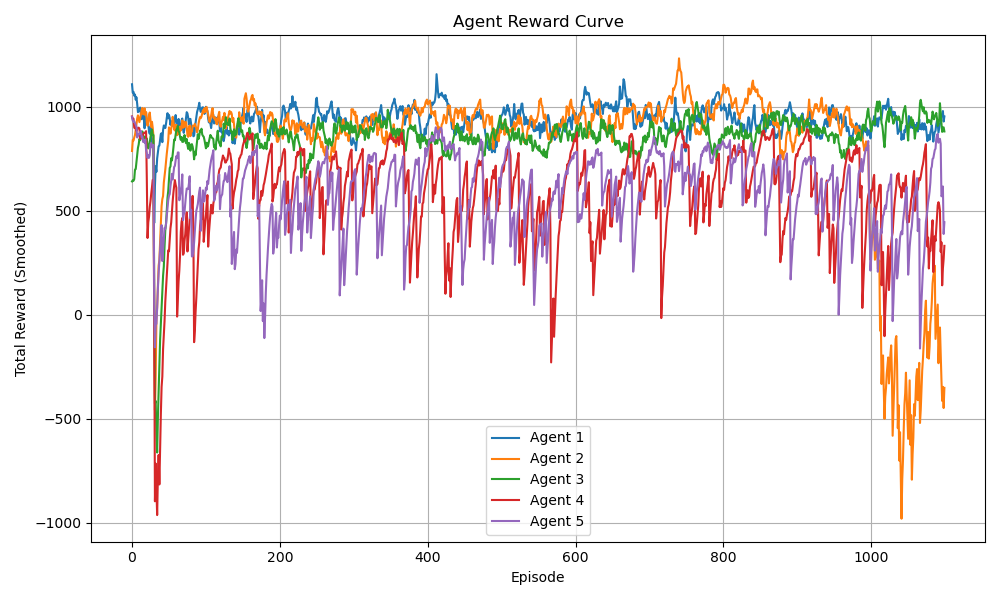 Agent Reward Curve
Total Reward (Smoothed)
1000
500
0
−500
−1000
0 200 400 600 800 1000
Episode
Agent 1
Agent 2
Agent 3
Agent 4
Agent 5